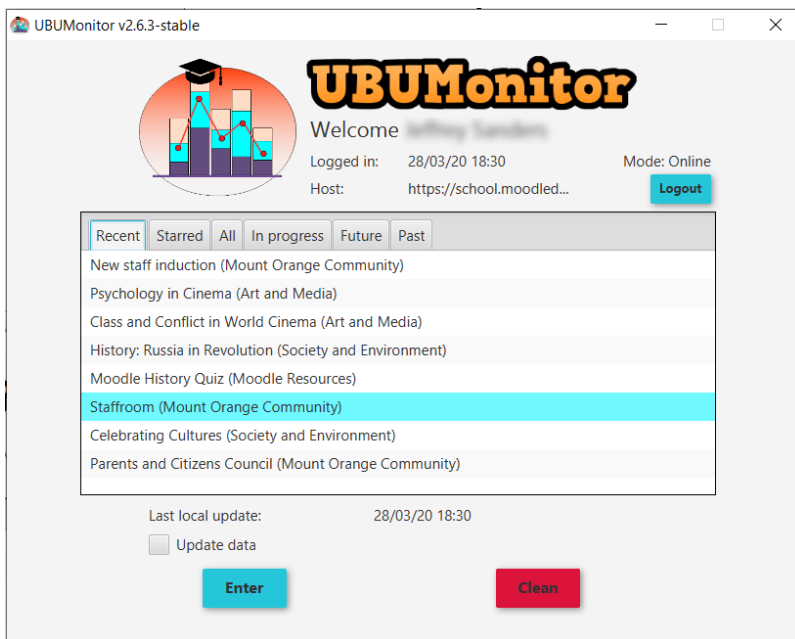 UBUMonitor v2.6.3-stable
UBUMonitor
Welcome
Logged in: 28/03/20 18:30 Mode: Online
Host: https://school.moodled... Logout
Recent Starred All In progress Future Past
New staff induction (Mount Orange Community)
Psychology in Cinema (Art and Media)
Class and Conflict in World Cinema (Art and Media)
History: Russia in Revolution (Society and Environment)
Moodle History Quiz (Moodle Resources)
Staffroom (Mount Orange Community)
Celebrating Cultures (Society and Environment)
Parents and Citizens Council (Mount Orange Community)
Last local update: 28/03/20 18:30
Update data
Enter Clean